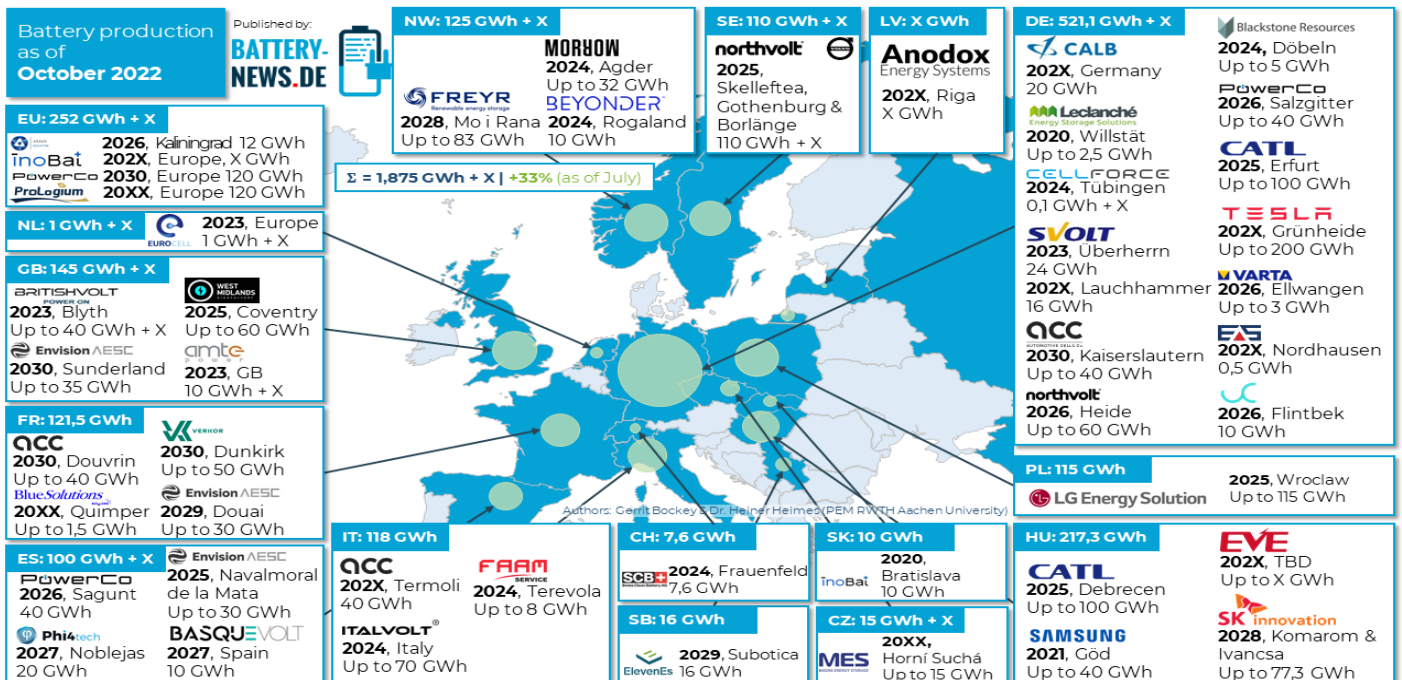 Battery production
as of
October 2022
Published by:
BATTERY-
NEWS.DE
EU: 252 GWh + X
2026, Kaliningrad 12 GWh
inoBat 202X, Europe, X GWh
PowerCo 2030, Europe 120 GWh
ProLogium 20XX, Europe 120 GWh
NL: 1 GWh + X
EUROCELL
2023, Europe
1 GWh + X
GB: 145 GWh + X
BRITISHVOLT
POWER ON
2023, Blyth
Up to 40 GWh + X
Envision AESC
2030, Sunderland
Up to 35 GWh
WEST
MIDLANDS
2025, Coventry
Up to 60 GWh
amte
power
2023, GB
10 GWh + X
FR: 121,5 GWh
acc
2030, Douvrin
Up to 40 GWh
BlueSolutions
20XX, Quimper
Up to 1,5 GWh
VERKOR
2030, Dunkirk
Up to 50 GWh
Envision AESC
2029, Douai
Up to 30 GWh
ES: 100 GWh + X
PowerCo
2026, Sagunt
40 GWh
Phi4tech
2027, Noblejas
20 GWh
Envision AESC
2025, Navalmoral
de la Mata
Up to 30 GWh
BASQUEVOLT
2027, Spain
10 GWh
NW: 125 GWh + X
FREYR
Renewable energy storage
2028, Mo i Rana
Up to 83 GWh
MORROW
2024, Agder
Up to 32 GWh
BEYONDER
2024, Rogaland
10 GWh
SE: 110 GWh + X
northvolt
VOLVO
2025,
Skelleftea,
Gothenburg &
Borlänge
110 GWh + X
LV: X GWh
Anodox
Energy Systems
202X, Riga
X GWh
Σ = 1,875 GWh + X | +33% (as of July)
Authors: Gerrit Bockey & Dr. Heiner Heimes (PEM RWTH Aachen University)
DE: 521,1 GWh + X
CALB
202X, Germany
20 GWh
Leclanché
Energy Storage Solutions
2020, Willstät
Up to 2,5 GWh
CELLFORCE
2024, Tübingen
0,1 GWh + X
SVOLT
2023, Überherrn
24 GWh
202X, Lauchhammer
16 GWh
acc
AUTOMOTIVE CELLS Co
2030, Kaiserslautern
Up to 40 GWh
northvolt
2026, Heide
Up to 60 GWh
Blackstone Resources
2024, Döbeln
Up to 5 GWh
PowerCo
2026, Salzgitter
Up to 40 GWh
CATL
2025, Erfurt
Up to 100 GWh
TESLA
202X, Grünheide
Up to 200 GWh
VARTA
2026, Ellwangen
Up to 3 GWh
EAS
202X, Nordhausen
0,5 GWh
2026, Flintbek
10 GWh
PL: 115 GWh
LG Energy Solution
2025, Wroclaw
Up to 115 GWh
IT: 118 GWh
acc
202X, Termoli
40 GWh
ITALVOLT®
2024, Italy
Up to 70 GWh
FAAM
SERVICE
2024, Terevola
Up to 8 GWh
CH: 7,6 GWh
SCB
2024, Frauenfeld
7,6 GWh
SB: 16 GWh
ElevenEs
2029, Subotica
16 GWh
SK: 10 GWh
inoBat
2020,
Bratislava
10 GWh
CZ: 15 GWh + X
MES
MAGNA ENERGY STORAGE
20XX,
Horní Suchá
Up to 15 GWh
HU: 217,3 GWh
CATL
2025, Debrecen
Up to 100 GWh
SAMSUNG
2021, Göd
Up to 40 GWh
EVE
202X, TBD
Up to X GWh
SK innovation
2028, Komarom &
Ivancsa
Up to 77,3 GWh